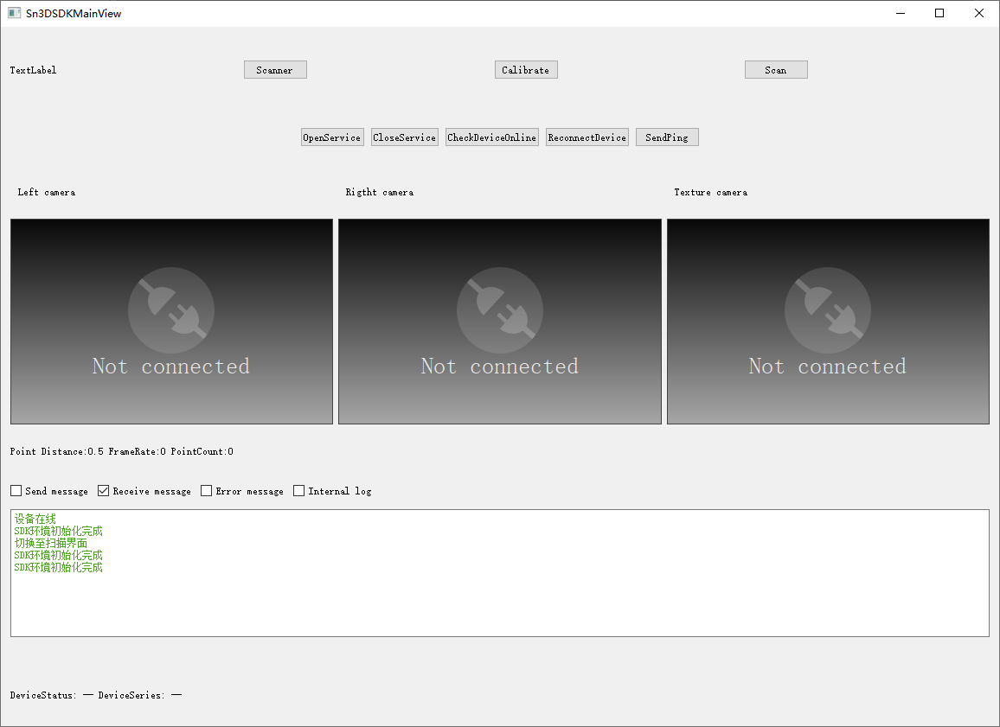 Sn3DSDKMainView
TextLabel Scanner Calibrate Scan
OpenService CloseService CheckDeviceOnline ReconnectDevice SendPing
Left camera Rigtht camera Texture camera
Not connected Not connected Not connected
Point Distance:0.5 FrameRate:0 PointCount:0
Send message Receive message Error message Internal log
设备在线
SDK环境初始化完成
切换至扫描界面
SDK环境初始化完成
SDK环境初始化完成
DeviceStatus: — DeviceSeries: —